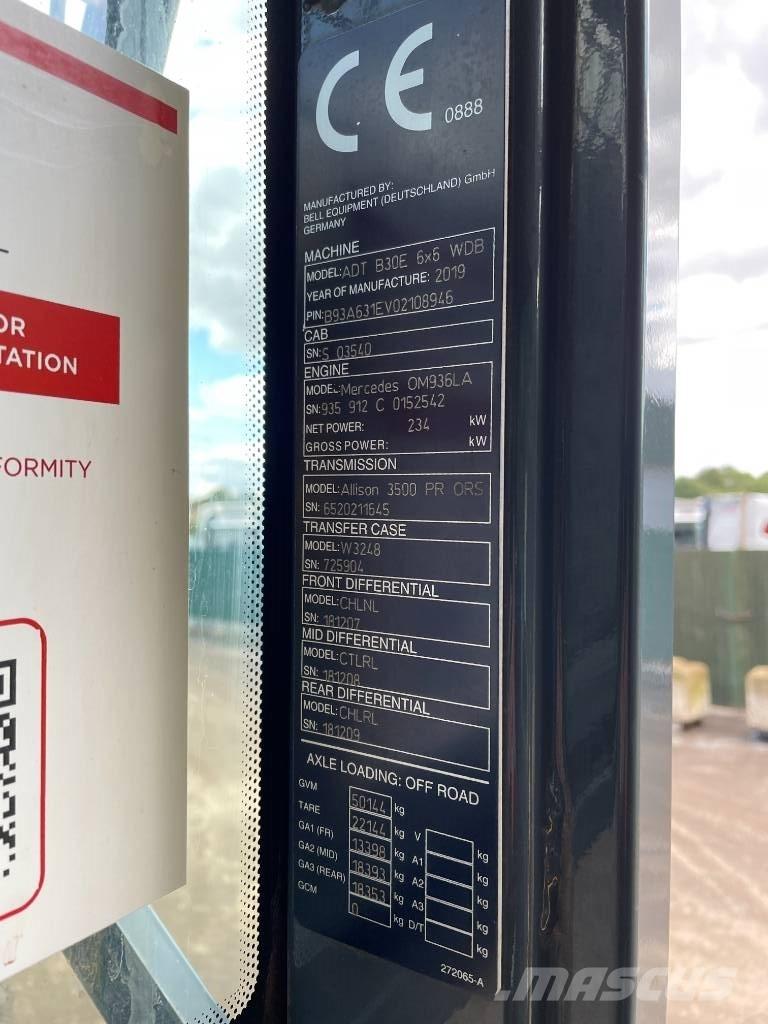 OR
TATION
FORMITY
CE 0888
MANUFACTURED BY:
BELL EQUIPMENT (DEUTSCHLAND) GmbH
GERMANY
MACHINE
MODEL: ADT B30E 6x6 WDB
YEAR OF MANUFACTURE: 2019
PIN: B93A631EV02108946
CAB
SN: S 03540
ENGINE
MODEL: Mercedes OM936LA
SN: 935 912 C 0152542
NET POWER: 234 kW
GROSS POWER: kW
TRANSMISSION
MODEL: Allison 3500 PR ORS
SN: 6520211645
TRANSFER CASE
MODEL: W3248
SN: 725904
FRONT DIFFERENTIAL
MODEL: CHLNL
SN: 181207
MID DIFFERENTIAL
MODEL: CTLRL
SN: 181208
REAR DIFFERENTIAL
MODEL: CHLRL
SN: 181209
AXLE LOADING: OFF ROAD
GVM 50144 kg
TARE 22144 kg V kg
GA1 (FR) 13398 kg A1 kg
GA2 (MID) 18393 kg A2 kg
GA3 (REAR) 18353 kg A3 kg
GCM 0 kg D/T kg
272065-A
MASCUS